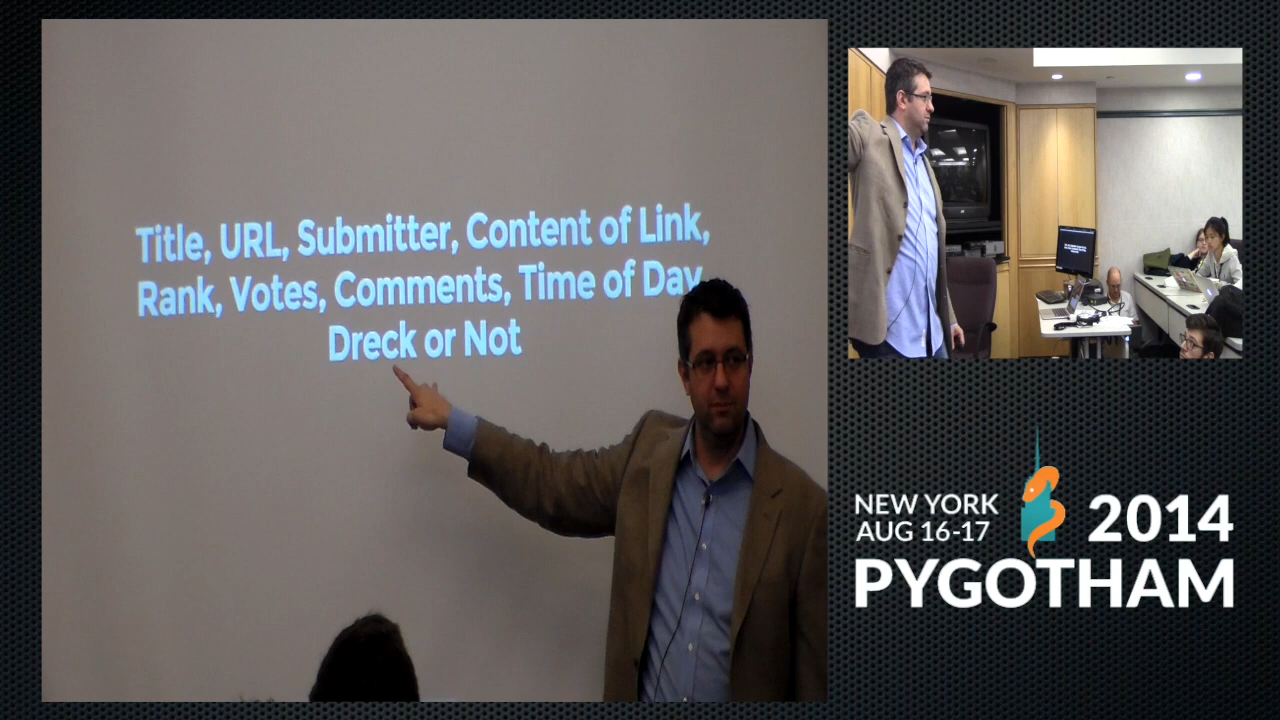 Title, URL, Submitter, Content of Link,
Rank, Votes, Comments, Time of Day
Dreck or Not
NEW YORK
AUG 16-17
2014
PYGOTHAM